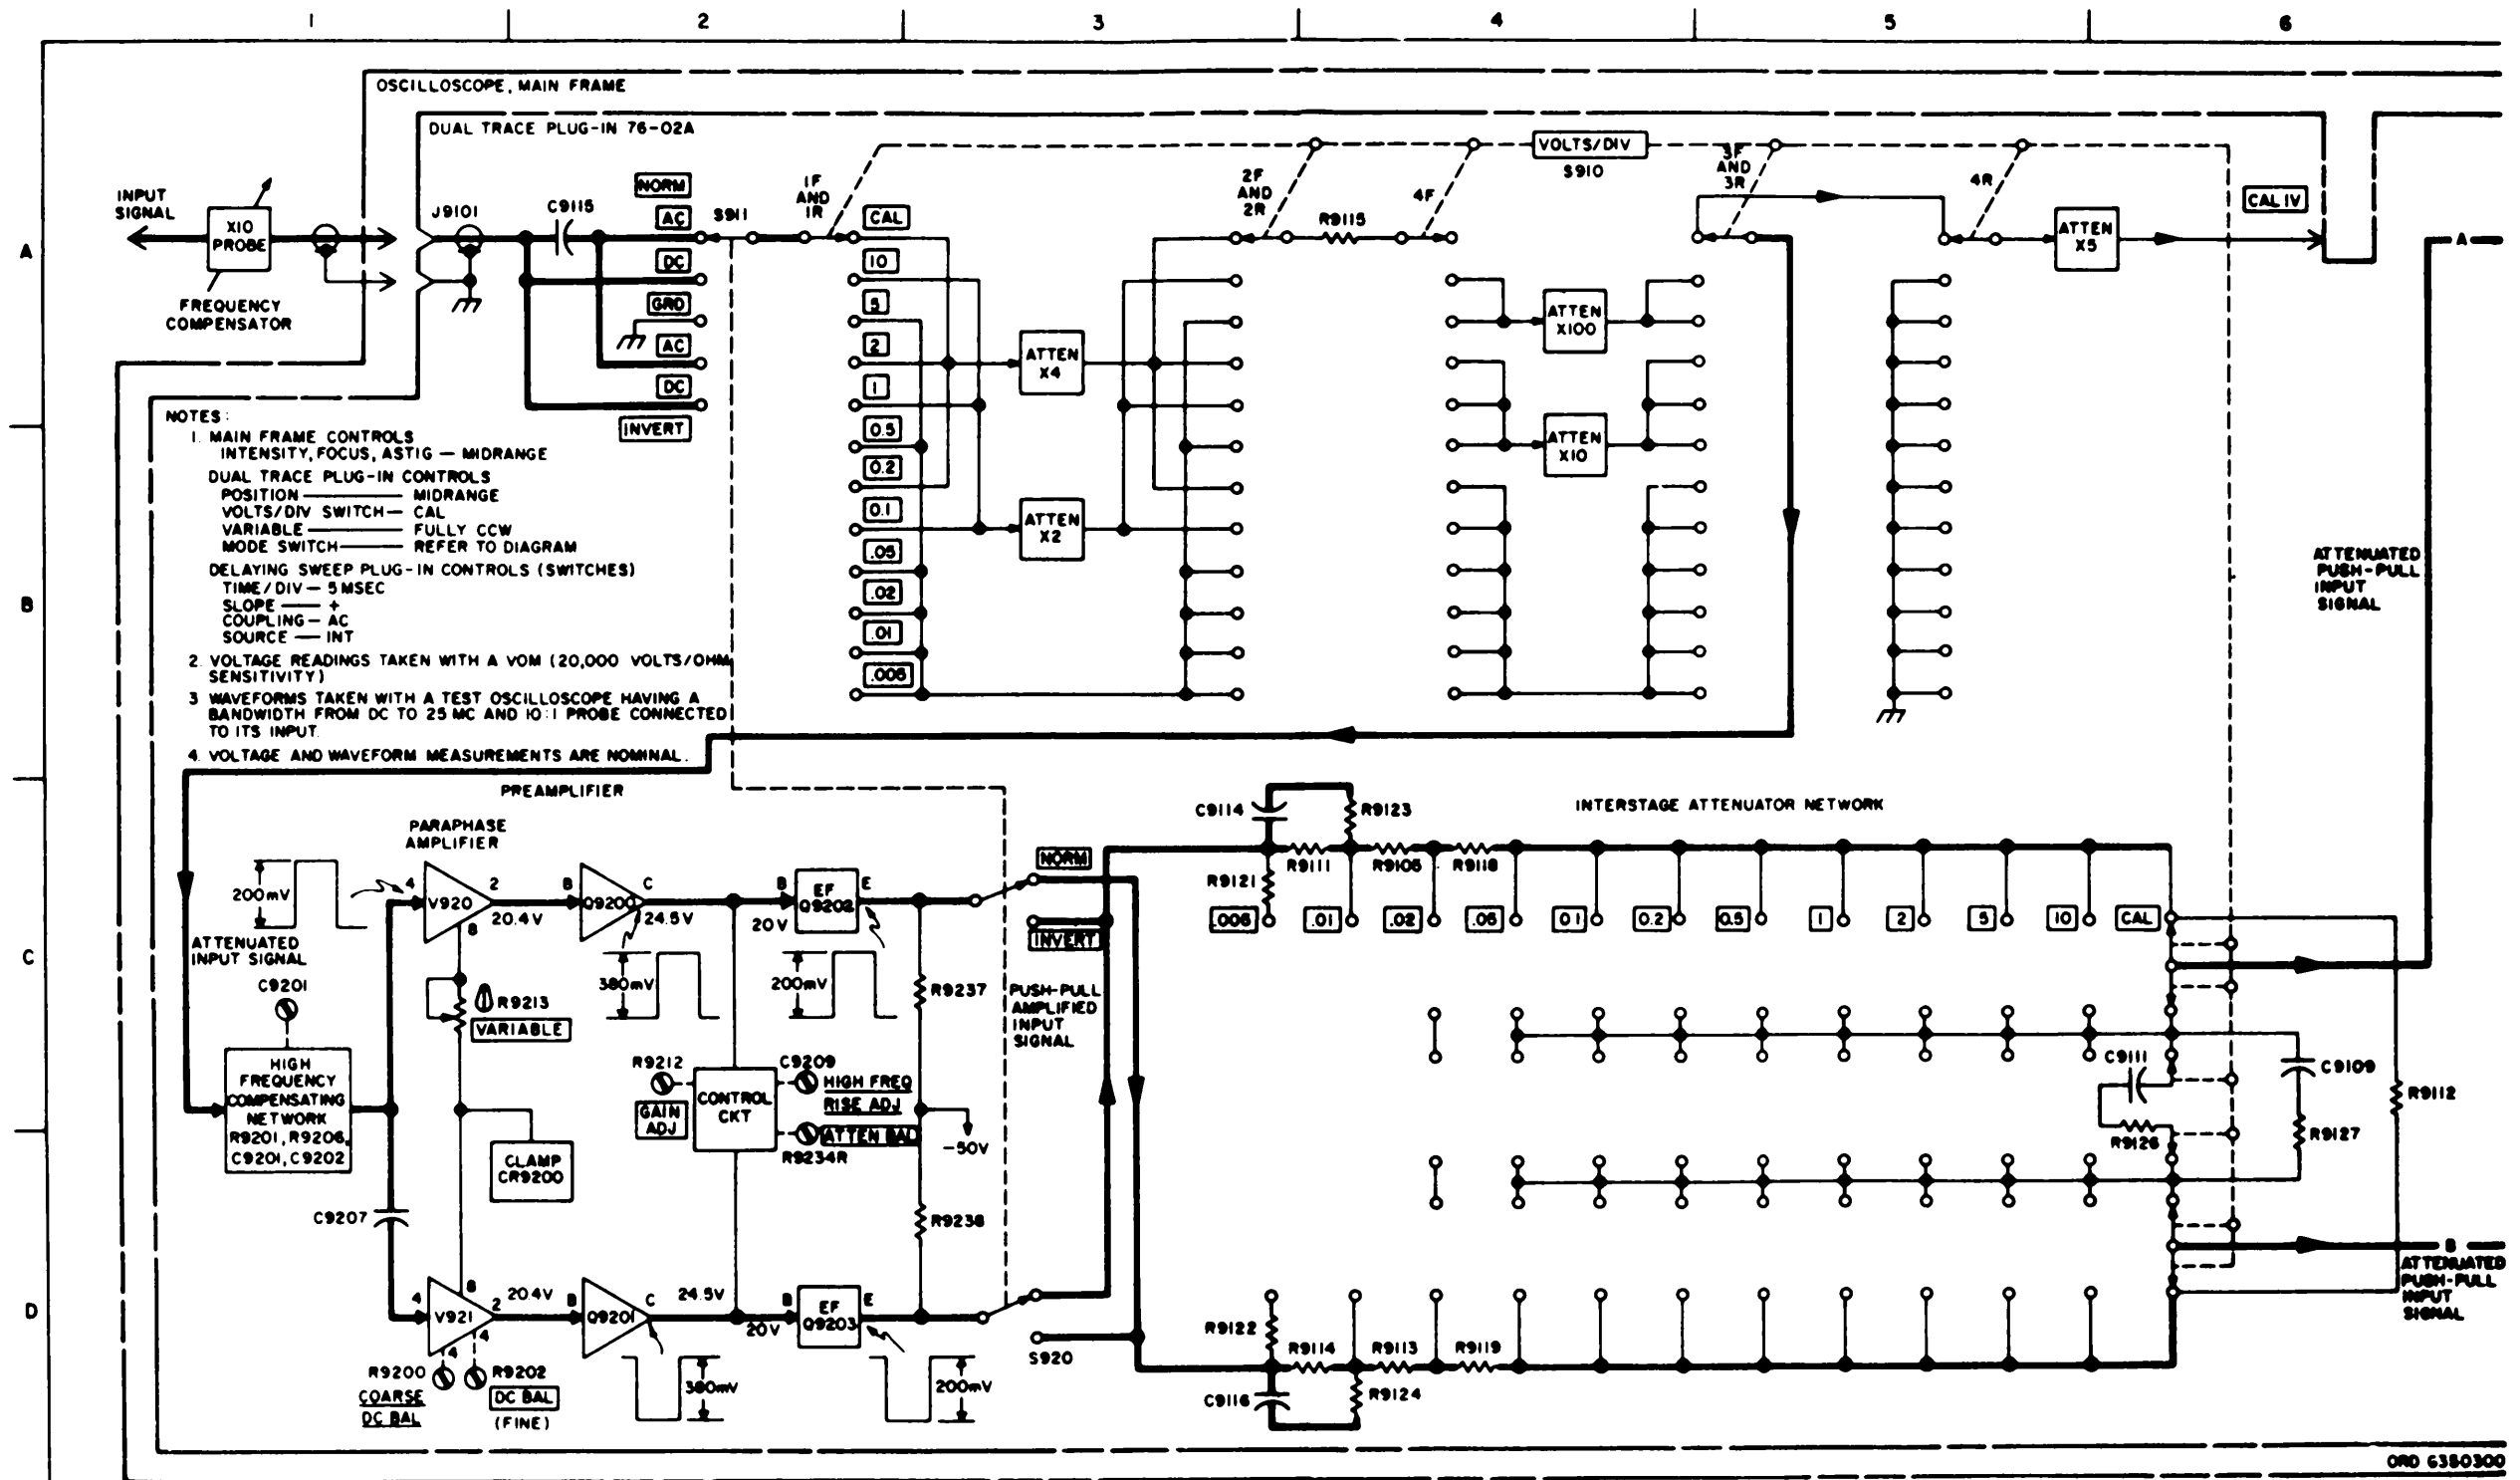 1 2 3 4 5 6
OSCILLOSCOPE, MAIN FRAME
DUAL TRACE PLUG-IN 76-02A
INPUT
SIGNAL
X10
PROBE
FREQUENCY
COMPENSATOR
J9101
C9115
NORM
AC
DC
GRD
AC
DC
INVERT
S911
1F
AND
1R
CAL
10
5
2
1
0.5
0.2
0.1
.05
.02
.01
.005
ATTEN
X4
ATTEN
X2
2F
AND
2R
R9115
4F
VOLTS/DIV
S910
ATTEN
X100
ATTEN
X10
3F
AND
3R
4R
ATTEN
X5
CAL 1V
A
A
B
C
D
ATTENUATED
PUSH-PULL
INPUT
SIGNAL
NOTES:
1. MAIN FRAME CONTROLS
INTENSITY, FOCUS, ASTIG — MIDRANGE
DUAL TRACE PLUG-IN CONTROLS
POSITION ——— MIDRANGE
VOLTS/DIV SWITCH — CAL
VARIABLE ——— FULLY CCW
MODE SWITCH ——— REFER TO DIAGRAM
DELAYING SWEEP PLUG-IN CONTROLS (SWITCHES)
TIME/DIV — 5 MSEC
SLOPE —— +
COUPLING — AC
SOURCE — INT
2. VOLTAGE READINGS TAKEN WITH A VOM (20,000 VOLTS/OHM
SENSITIVITY)
3 WAVEFORMS TAKEN WITH A TEST OSCILLOSCOPE HAVING A
BANDWIDTH FROM DC TO 25 MC AND 10:1 PROBE CONNECTED
TO ITS INPUT.
4. VOLTAGE AND WAVEFORM MEASUREMENTS ARE NOMINAL.
PREAMPLIFIER
PARAPHASE
AMPLIFIER
200mV
ATTENUATED
INPUT SIGNAL
C9201
HIGH
FREQUENCY
COMPENSATING
NETWORK
R9201, R9206,
C9201, C9202
C9207
4
V920
2
8
20.4V
B
Q9200
C
24.5V
B
20V
EF
Q9202
E
380mV
200mV
R9213
VARIABLE
CLAMP
CR9200
R9212
GAIN
ADJ
CONTROL
CKT
C9209
HIGH FREQ
RISE ADJ
ATTEN BAL
R9234R
R9237
-50V
R9238
4
V921
8
2
20.4V
B
Q9201
C
24.5V
B
20V
EF
Q9203
E
4
4
R9200
COARSE
DC BAL
R9202
DC BAL
(FINE)
380mV
200mV
NORM
INVERT
PUSH-PULL
AMPLIFIED
INPUT
SIGNAL
S920
INTERSTAGE ATTENUATOR NETWORK
C9114
R9123
R9111
R9105
R9118
R9121
.005
.01
.02
.05
0.1
0.2
0.5
1
2
5
10
CAL
C9111
R9126
C9109
R9127
R9112
R9122
R9114
R9113
R9119
C9116
R9124
B
ATTENUATED
PUSH-PULL
INPUT
SIGNAL
ORD G380300